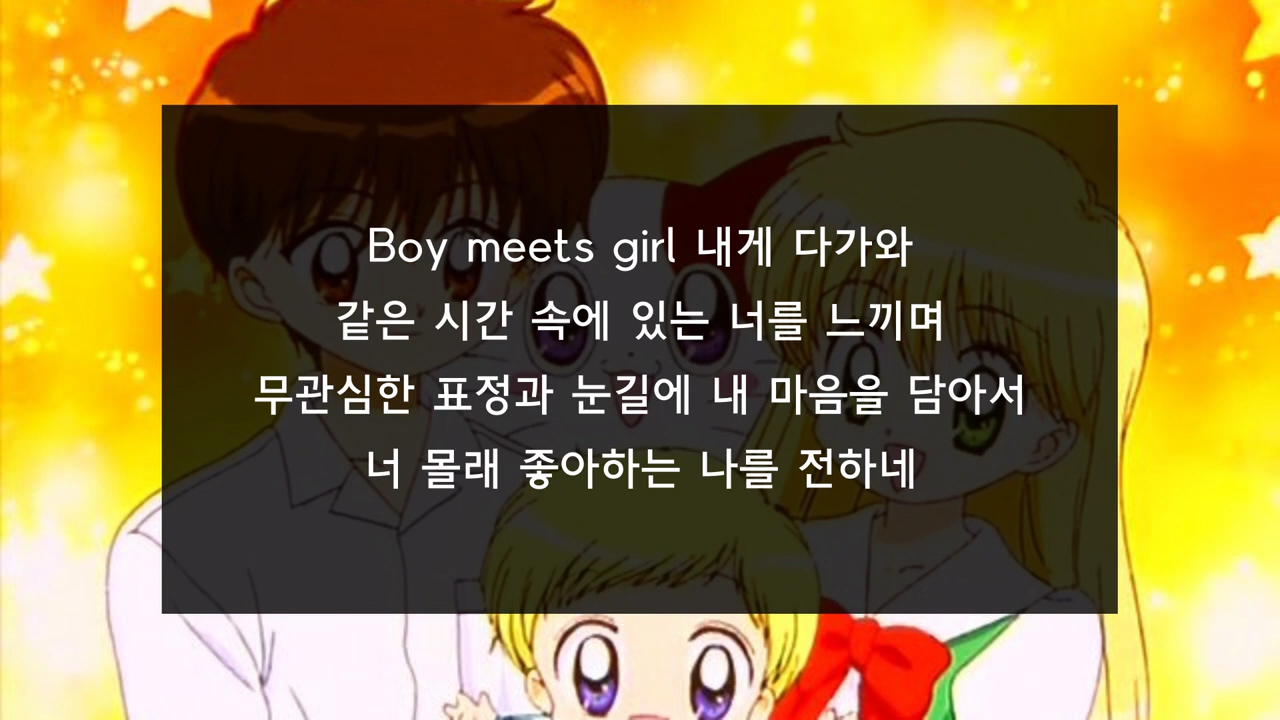 Boy meets girl 내게 다가와
같은 시간 속에 있는 너를 느끼며
무관심한 표정과 눈길에 내 마음을 담아서
너 몰래 좋아하는 나를 전하네